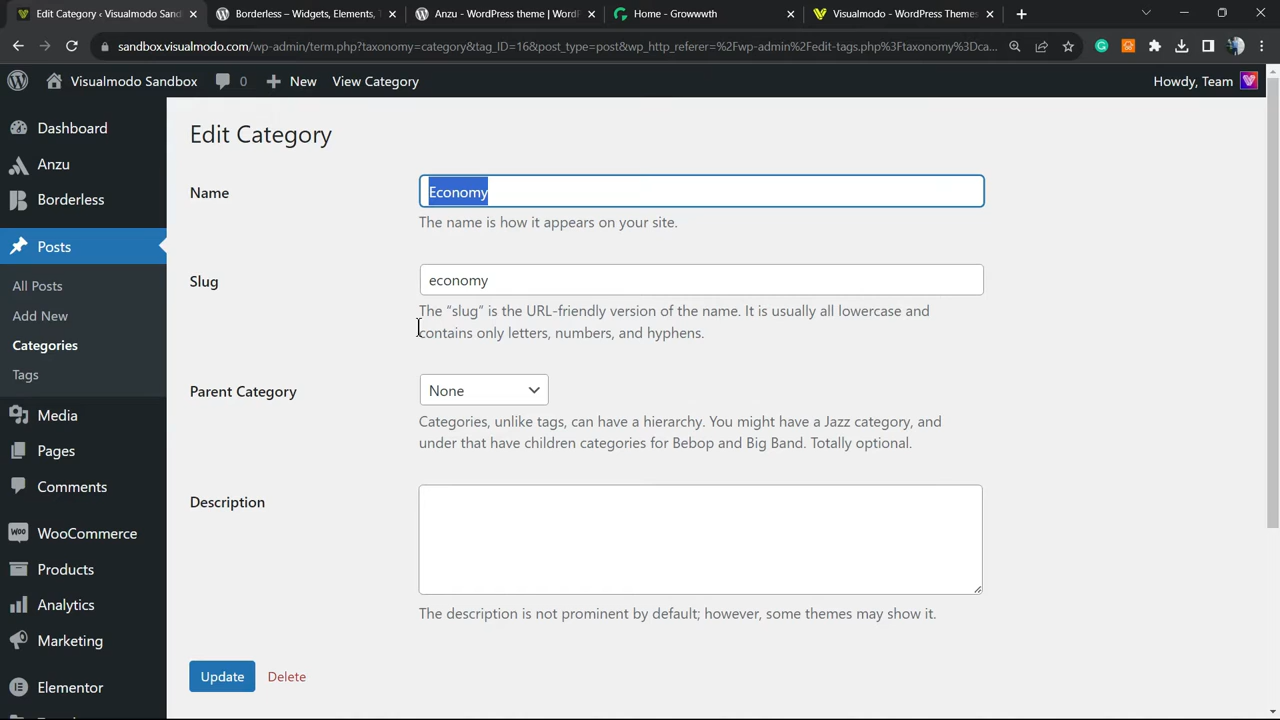 Edit Category ‹ Visualmodo Sand
Borderless – Widgets, Elements, T
Anzu - WordPress theme | WordP
Home - Growwwth
Visualmodo - WordPress Themes
sandbox.visualmodo.com/wp-admin/term.php?taxonomy=category&tag_ID=16&post_type=post&wp_http_referer=%2Fwp-admin%2Fedit-tags.php%3Ftaxonomy%3Dca...
Visualmodo Sandbox
0
New
View Category
Howdy, Team
Dashboard
Anzu
Borderless
Posts
All Posts
Add New
Categories
Tags
Media
Pages
Comments
WooCommerce
Products
Analytics
Marketing
Elementor
Edit Category
Name
Economy
The name is how it appears on your site.
Slug
economy
The “slug” is the URL-friendly version of the name. It is usually all lowercase and
contains only letters, numbers, and hyphens.
Parent Category
None
Categories, unlike tags, can have a hierarchy. You might have a Jazz category, and
under that have children categories for Bebop and Big Band. Totally optional.
Description
The description is not prominent by default; however, some themes may show it.
Update
Delete